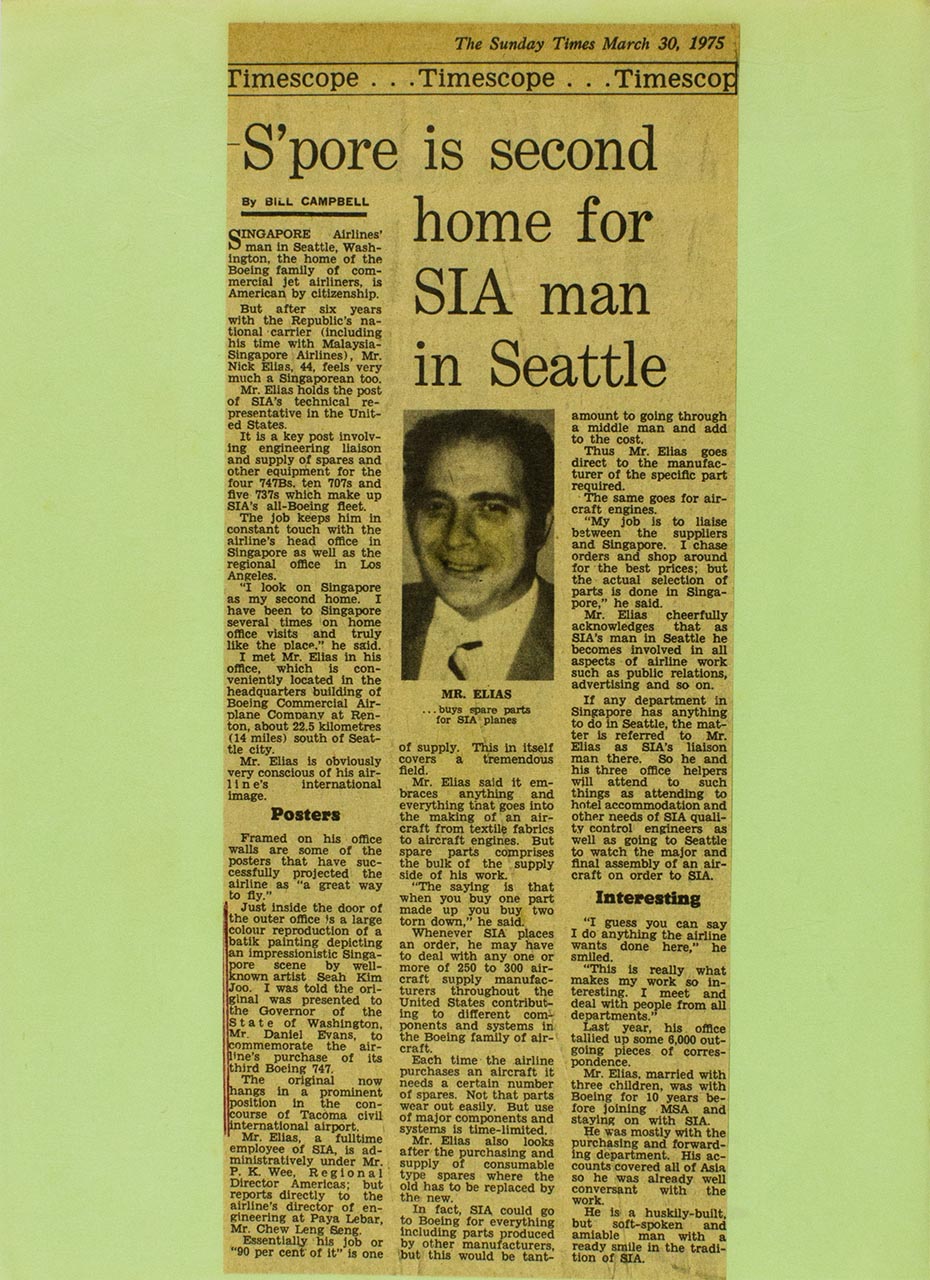 The Sunday Times March 30, 1975
Timescope . . .Timescope . . .Timescop
S'pore is second
home for
SIA man
in Seattle
By BILL CAMPBELL
SINGAPORE Airlines'
man in Seattle, Wash-
ington, the home of the
Boeing family of com-
mercial jet airliners, is
American by citizenship.
But after six years
with the Republic's na-
tional carrier (including
his time with Malaysia-
Singapore Airlines), Mr.
Nick Elias, 44, feels very
much a Singaporean too.
Mr. Elias holds the post
of SIA's technical re-
presentative in the Unit-
ed States.
It is a key post involv-
ing engineering liaison
and supply of spares and
other equipment for the
four 747Bs, ten 707s and
five 737s which make up
SIA's all-Boeing fleet.
The job keeps him in
constant touch with the
airline's head office in
Singapore as well as the
regional office in Los
Angeles.
"I look on Singapore
as my second home. I
have been to Singapore
several times on home
office visits and truly
like the place," he said.
I met Mr. Elias in his
office, which is con-
veniently located in the
headquarters building of
Boeing Commercial Air-
plane Company at Ren-
ton, about 22.5 kilometres
(14 miles) south of Seat-
tle city.
Mr. Elias is obviously
very conscious of his air-
line's international
image.
Posters
Framed on his office
walls are some of the
posters that have suc-
cessfully projected the
airline as "a great way
to fly."
Just inside the door of
the outer office is a large
colour reproduction of a
batik painting depicting
an impressionistic Singa-
pore scene by well-
known artist Seah Kim
Joo. I was told the ori-
ginal was presented to
the Governor of the
State of Washington,
Mr. Daniel Evans, to
commemorate the air-
line's purchase of its
third Boeing 747.
The original now
hangs in a prominent
position in the con-
course of Tacoma civil
international airport.
Mr. Elias, a fulltime
employee of SIA, is ad-
ministratively under Mr.
P. K. Wee, Regional
Director Americas; but
reports directly to the
airline's director of en-
gineering at Paya Lebar,
Mr. Chew Leng Seng.
Essentially his job or
"90 per cent of it" is one
MR. ELIAS
...buys spare parts
for SIA planes
of supply. This in itself
covers a tremendous
field.
Mr. Elias said it em-
braces anything and
everything that goes into
the making of an air-
craft from textile fabrics
to aircraft engines. But
spare parts comprises
the bulk of the supply
side of his work.
"The saying is that
when you buy one part
made up you buy two
torn down," he said.
Whenever SIA places
an order, he may have
to deal with any one or
more of 250 to 300 air-
craft supply manufac-
turers throughout the
United States contribut-
ing to different com-
ponents and systems in
the Boeing family of air-
craft.
Each time the airline
purchases an aircraft it
needs a certain number
of spares. Not that parts
wear out easily. But use
of major components and
systems is time-limited.
Mr. Elias also looks
after the purchasing and
supply of consumable
type spares where the
old has to be replaced by
the new.
In fact, SIA could go
to Boeing for everything
including parts produced
by other manufacturers,
but this would be tant-
amount to going through
a middle man and add
to the cost.
Thus Mr. Elias goes
direct to the manufac-
turer of the specific part
required.
The same goes for air-
craft engines.
"My job is to liaise
between the suppliers
and Singapore. I chase
orders and shop around
for the best prices; but
the actual selection of
parts is done in Singa-
pore," he said.
Mr. Elias cheerfully
acknowledges that as
SIA's man in Seattle he
becomes involved in all
aspects of airline work
such as public relations,
advertising and so on.
If any department in
Singapore has anything
to do in Seattle, the mat-
ter is referred to Mr.
Elias as SIA's liaison
man there. So he and
his three office helpers
will attend to such
things as attending to
hotel accommodation and
other needs of SIA quali-
ty control engineers as
well as going to Seattle
to watch the major and
final assembly of an air-
craft on order to SIA.
Interesting
"I guess you can say
I do anything the airline
wants done here," he
smiled.
"This is really what
makes my work so in-
teresting. I meet and
deal with people from all
departments."
Last year, his office
tallied up some 6,000 out-
going pieces of corres-
pondence.
Mr. Elias, married with
three children, was with
Boeing for 10 years be-
fore joining MSA and
staying on with SIA.
He was mostly with the
purchasing and forward-
ing department. His ac-
counts covered all of Asia
so he was already well
conversant with the
work.
He is a huskily-built,
but soft-spoken and
amiable man with a
ready smile in the tradi-
tion of SIA.